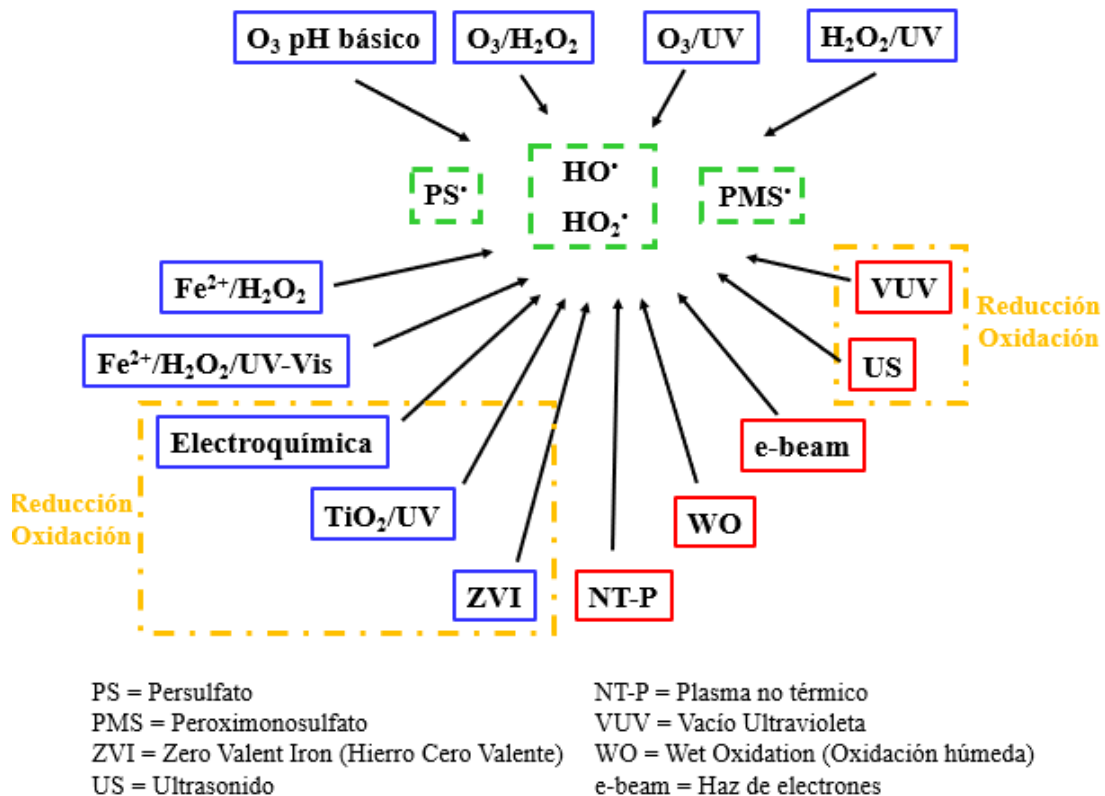 O₃ pH básico
O₃/H₂O₂
O₃/UV
H₂O₂/UV
PS•
HO•
HO₂•
PMS•
Fe²⁺/H₂O₂
VUV
Reducción
Oxidación
Fe²⁺/H₂O₂/UV-Vis
US
Electroquímica
e-beam
Reducción
Oxidación
TiO₂/UV
WO
ZVI
NT-P
PS = Persulfato
PMS = Peroximonosulfato
ZVI = Zero Valent Iron (Hierro Cero Valente)
US = Ultrasonido
NT-P = Plasma no térmico
VUV = Vacío Ultravioleta
WO = Wet Oxidation (Oxidación húmeda)
e-beam = Haz de electrones